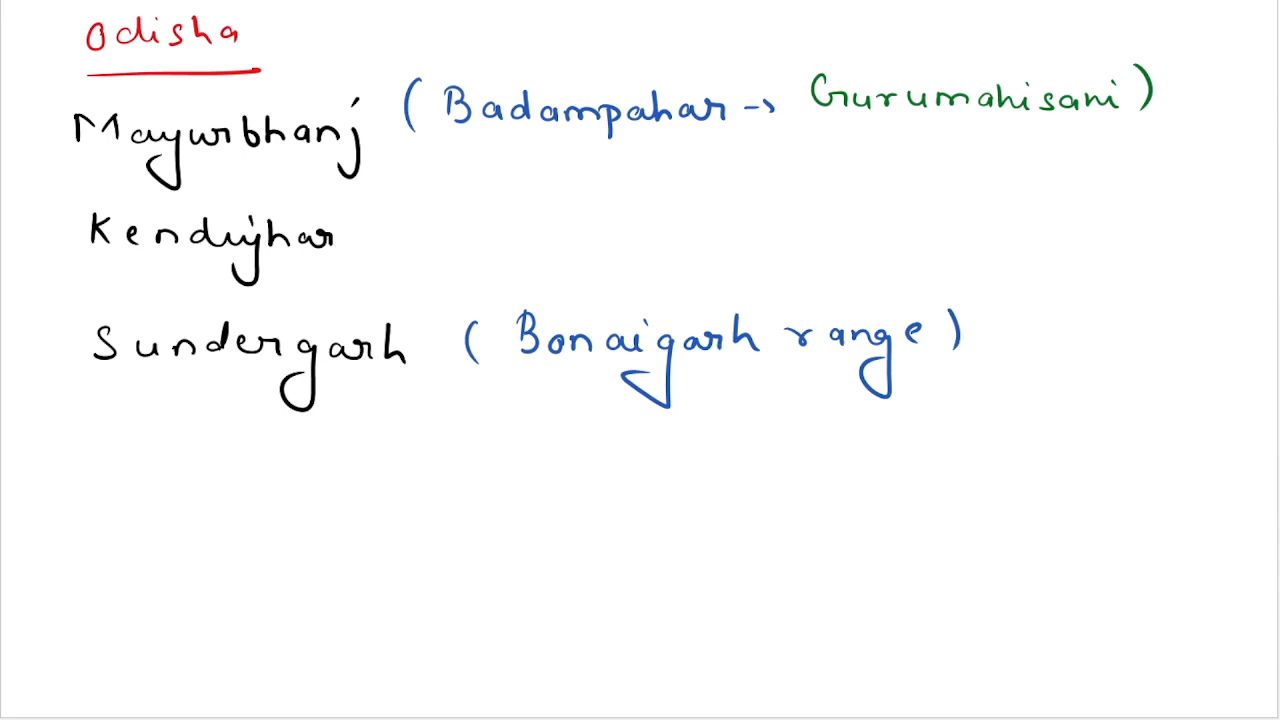 Odisha
Mayurbhanj (Badampahar → Gurumahisani)
Kendujhar
Sundergarh (Bonaigarh range)